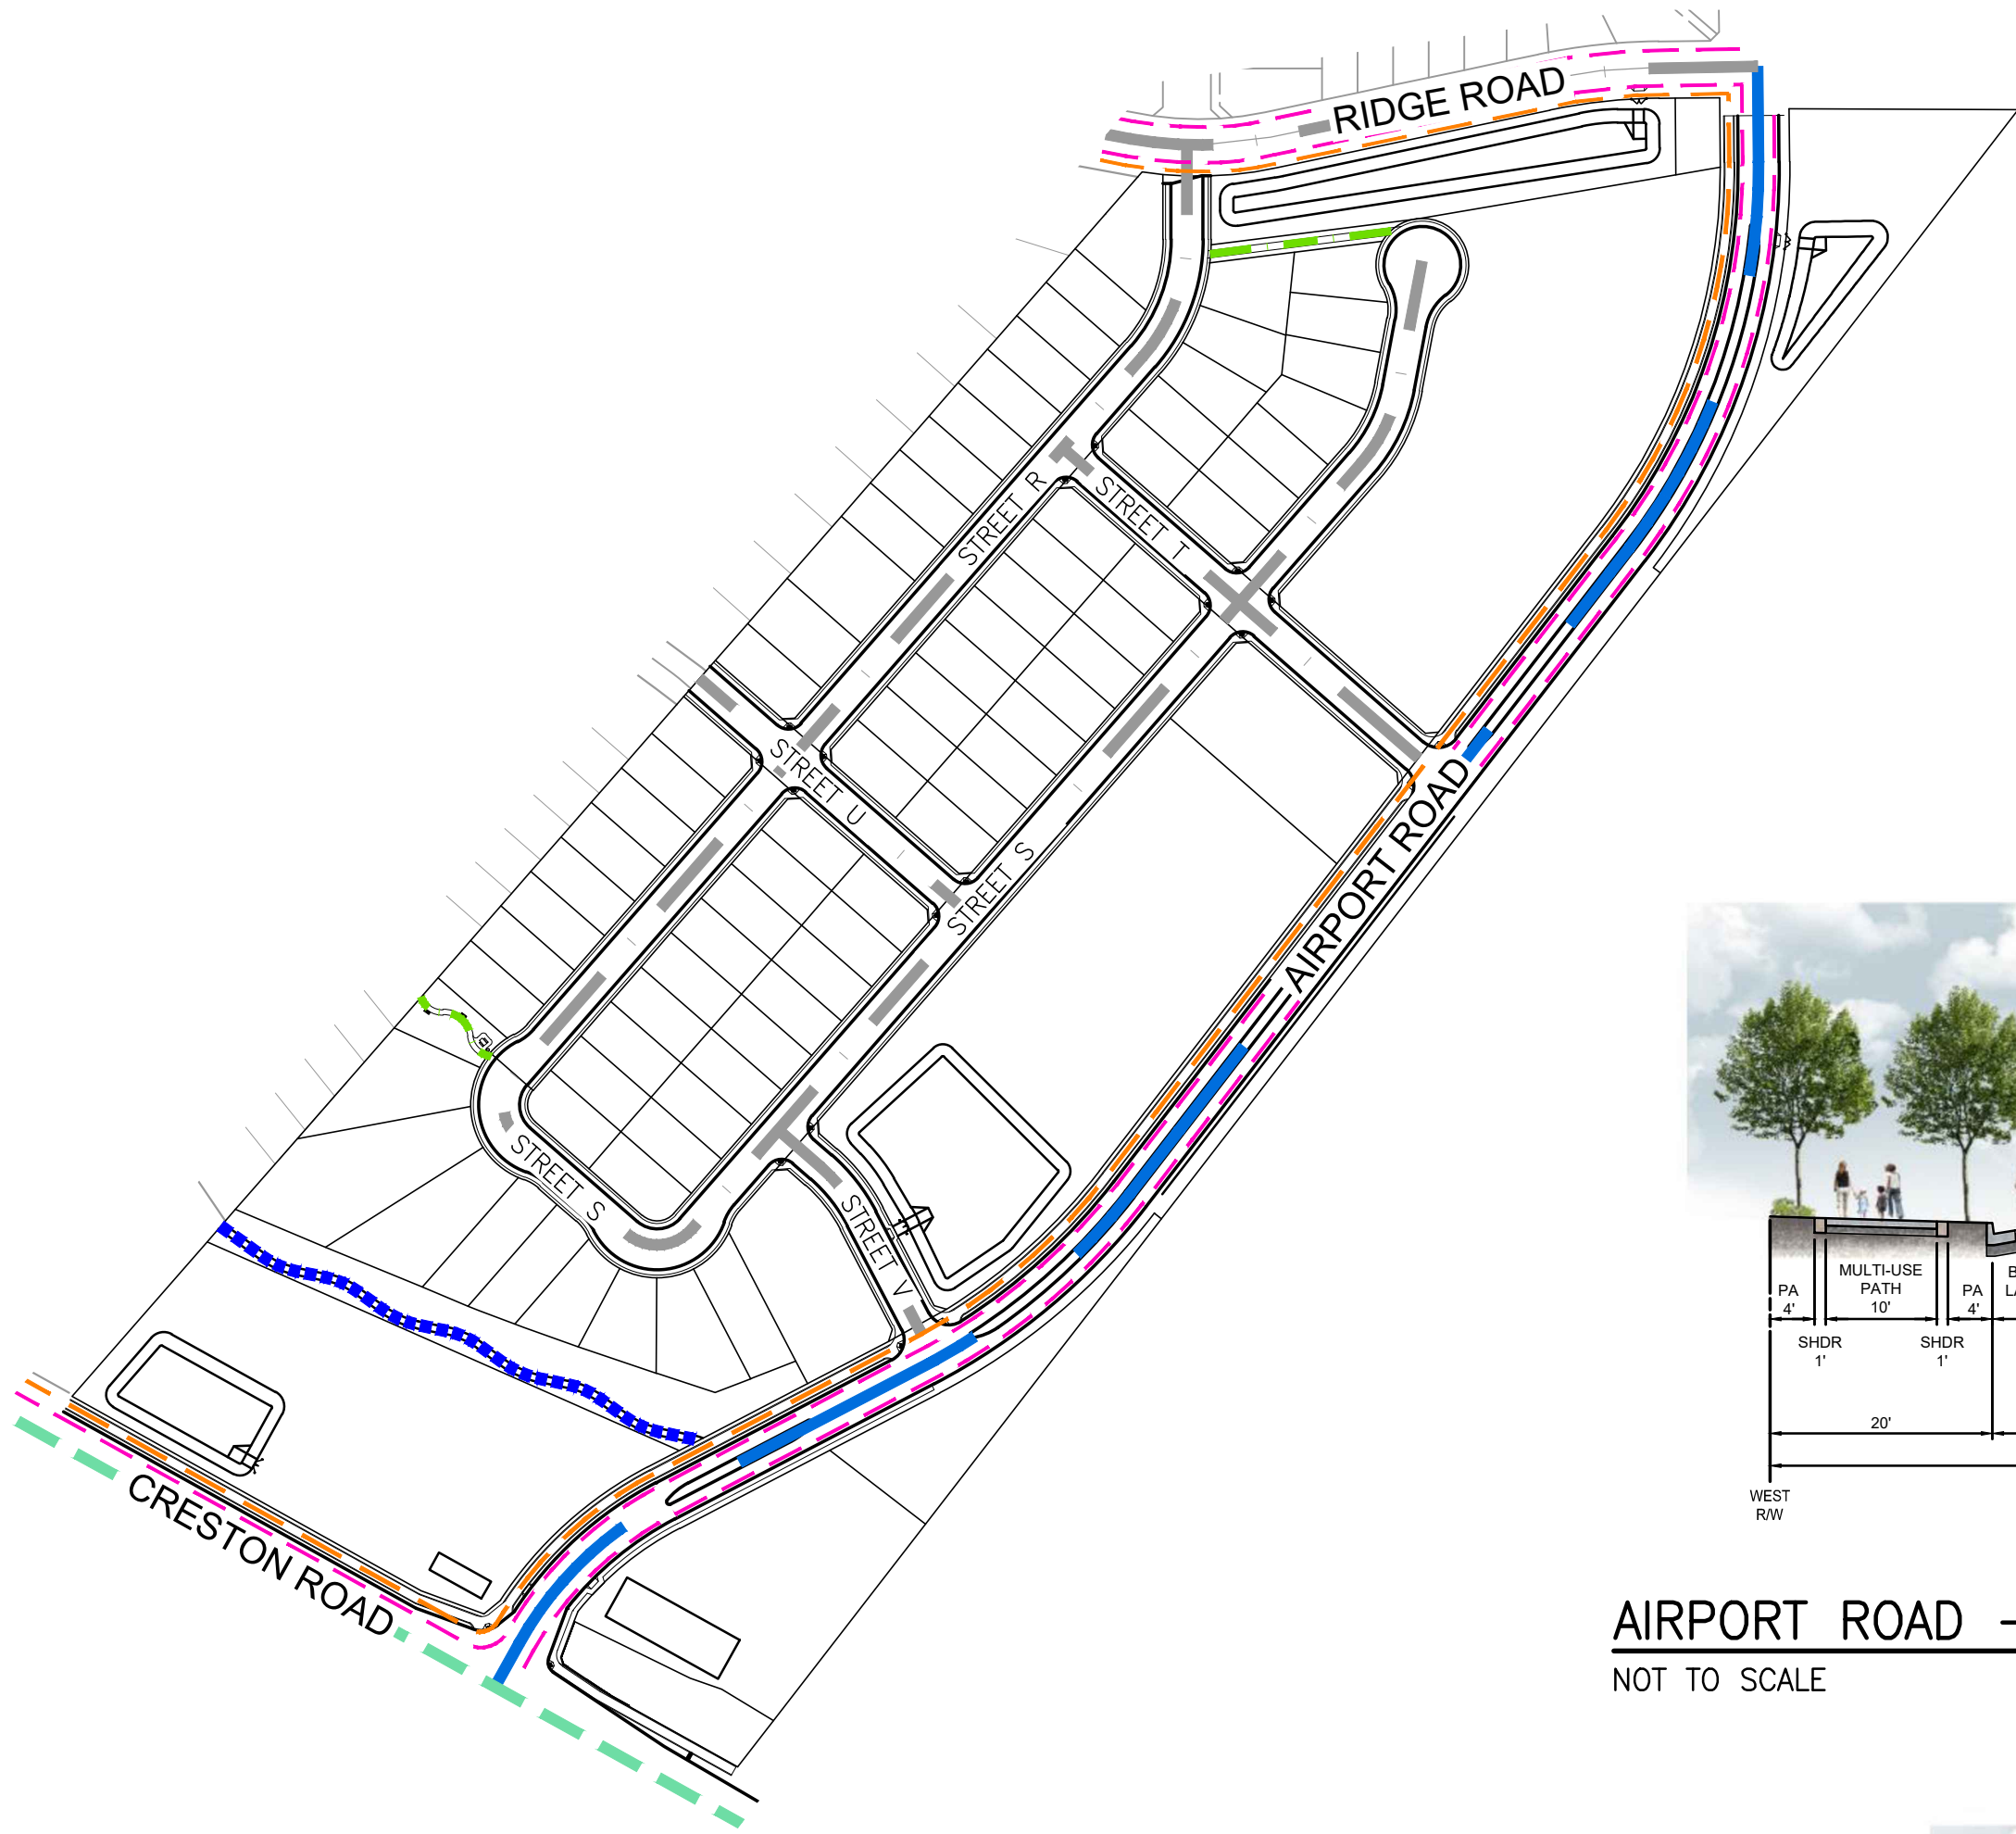 RIDGE ROAD
STREET R
STREET T
STREET U
STREET S
AIRPORT ROAD
STREET S
STREET V
CRESTON ROAD
MULTI-USE
PATH
10'
PA
4'
PA
4'
SHDR
1'
SHDR
1'
20'
WEST
R/W
AIRPORT ROAD -
NOT TO SCALE